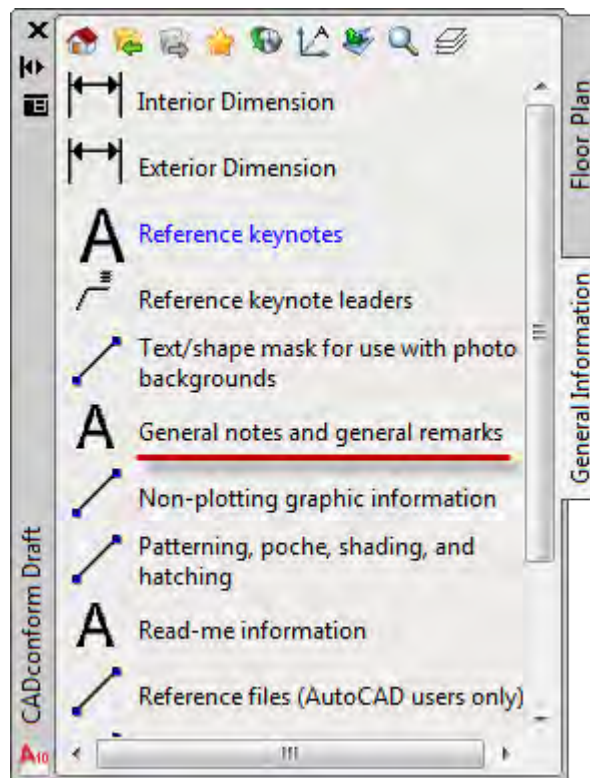 Interior Dimension
Exterior Dimension
A
Reference keynotes
Reference keynote leaders
Text/shape mask for use with photo
backgrounds
A
General notes and general remarks
Non-plotting graphic information
Patterning, poche, shading, and
hatching
A
Read-me information
Reference files (AutoCAD users only)
Floor Plan
General Information
CADconform Draft
A10